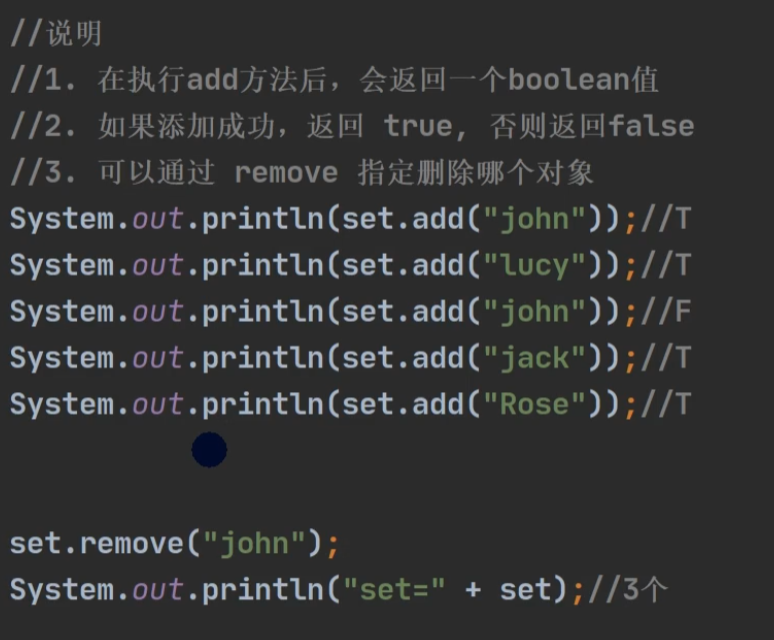 //说明
//1. 在执行add方法后，会返回一个boolean值
//2. 如果添加成功，返回 true, 否则返回false
//3. 可以通过 remove 指定删除哪个对象
System.out.println(set.add("john"));//T
System.out.println(set.add("lucy"));//T
System.out.println(set.add("john"));//F
System.out.println(set.add("jack"));//T
System.out.println(set.add("Rose"));//T
set.remove("john");
System.out.println("set=" + set);//3个